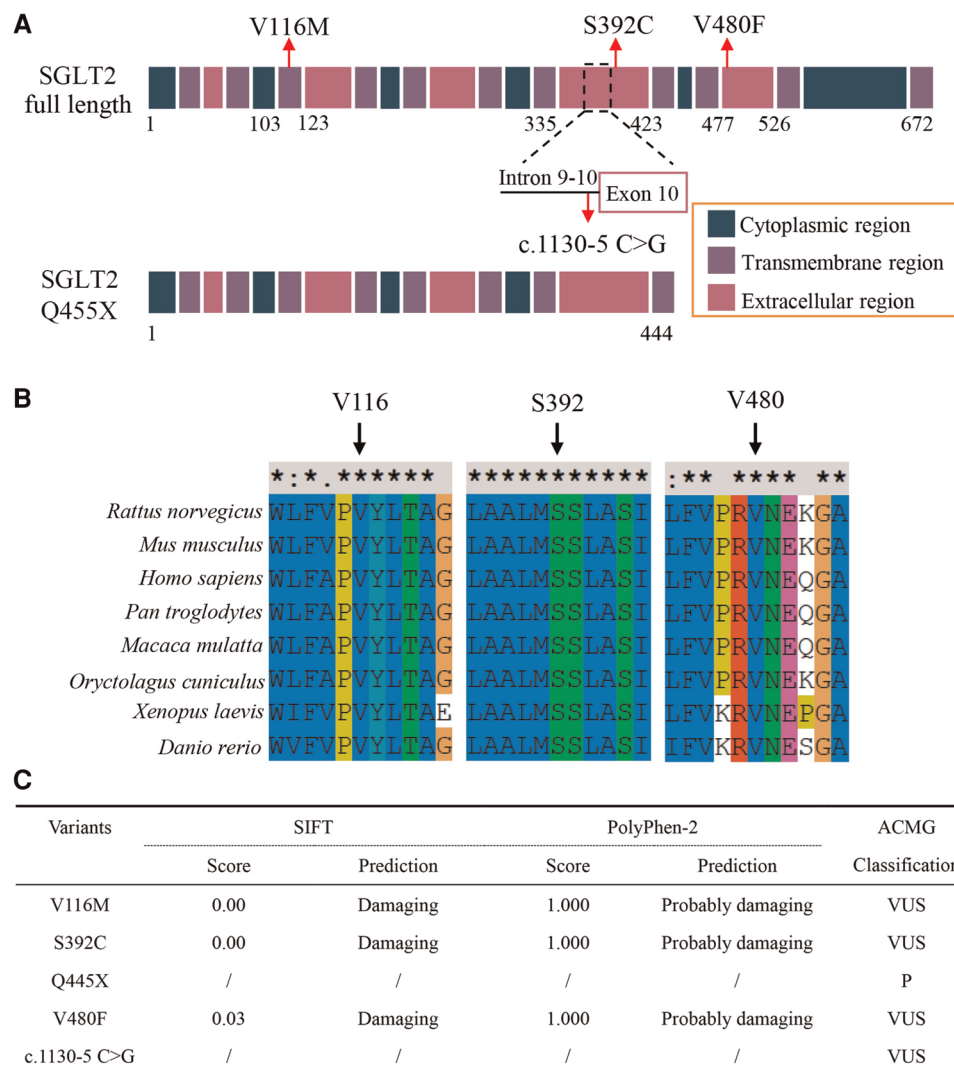 A
V116M S392C V480F
SGLT2
full length
1 103 123 335 423 477 526 672
Intron 9-10
Exon 10
c.1130-5 C>G
Cytoplasmic region
Transmembrane region
Extracellular region
SGLT2
Q455X
1 444
B
V116 S392 V480
*:*. ****** *********** :** **** **
Rattus norvegicus WLFVPVYLTAG LAALMSSLASI LFVPRVNEKGA
Mus musculus WLFVPVYLTAG LAALMSSLASI LFVPRVNEKGA
Homo sapiens WLFAPVYLTAG LAALMSSLASI LFVPRVNEQGA
Pan troglodytes WLFAPVYLTAG LAALMSSLASI LFVPRVNEQGA
Macaca mulatta WLFAPVYLTAG LAALMSSLASI LFVPRVNEQGA
Oryctolagus cuniculus WLFAPVYLTAG LAALMSSLASI LFVPRVNEKGA
Xenopus laevis WIFVPVYLTAE LAALMSSLASI LFVKRVNEPGA
Danio rerio WVFVPVYLTAG LAALMSSLASI IFVKRVNESGA
C
Variants SIFT PolyPhen-2 ACMG
Score Prediction Score Prediction Classification
V116M 0.00 Damaging 1.000 Probably damaging VUS
S392C 0.00 Damaging 1.000 Probably damaging VUS
Q445X / / / / P
V480F 0.03 Damaging 1.000 Probably damaging VUS
c.1130-5 C>G / / / / VUS